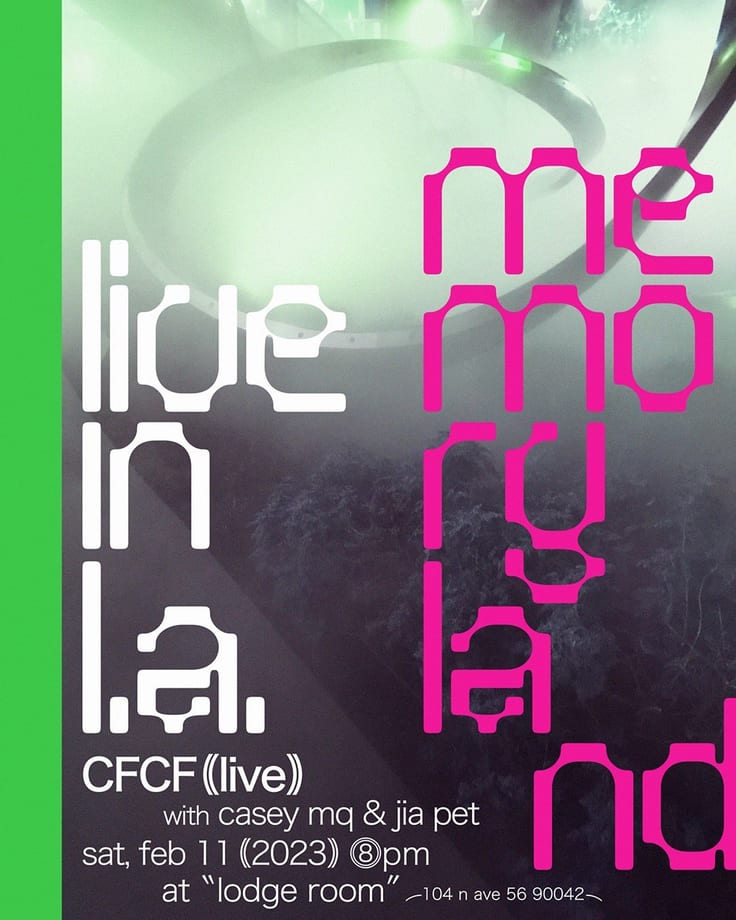 live
in
l.a.
me
mo
ry
la
nd
CFCF ⸨live⸩
with casey mq & jia pet
sat, feb 11 ⸨2023⸩ ⑧pm
at “lodge room” 104 n ave 56 90042